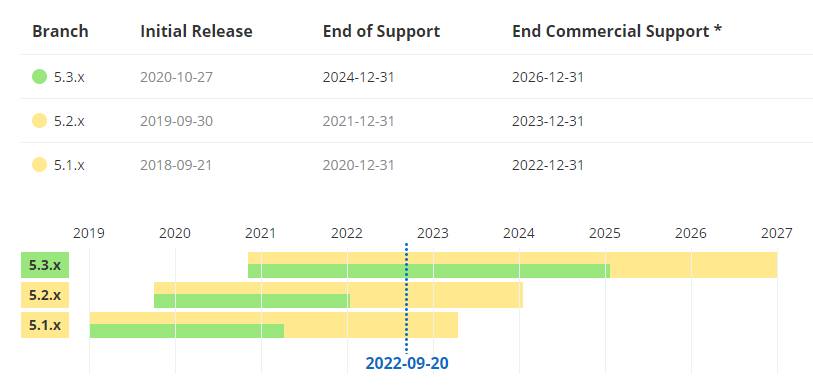 Branch Initial Release End of Support End Commercial Support *
5.3.x 2020-10-27 2024-12-31 2026-12-31
5.2.x 2019-09-30 2021-12-31 2023-12-31
5.1.x 2018-09-21 2020-12-31 2022-12-31
2019 2020 2021 2022 2023 2024 2025 2026 2027
5.3.x
5.2.x
5.1.x
2022-09-20